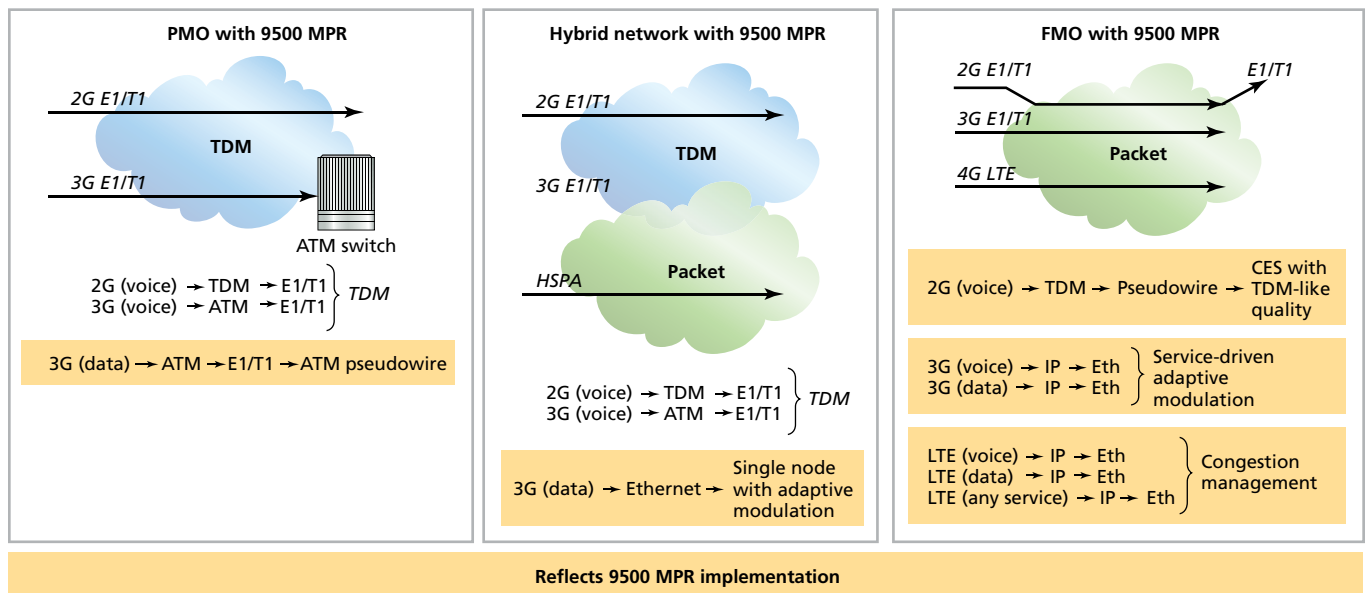 PMO with 9500 MPR
2G E1/T1
TDM
3G E1/T1
ATM switch
2G (voice) → TDM → E1/T1
3G (voice) → ATM → E1/T1
TDM
3G (data) → ATM → E1/T1 → ATM pseudowire
Hybrid network with 9500 MPR
2G E1/T1
TDM
3G E1/T1
Packet
HSPA
2G (voice) → TDM → E1/T1
3G (voice) → ATM → E1/T1
TDM
3G (data) → Ethernet → Single node
with adaptive
modulation
FMO with 9500 MPR
2G E1/T1
E1/T1
3G E1/T1
Packet
4G LTE
2G (voice) → TDM → Pseudowire → CES with
TDM-like
quality
3G (voice) → IP → Eth
3G (data) → IP → Eth
Service-driven
adaptive
modulation
LTE (voice) → IP → Eth
LTE (data) → IP → Eth
LTE (any service) → IP → Eth
Congestion
management
Reflects 9500 MPR implementation